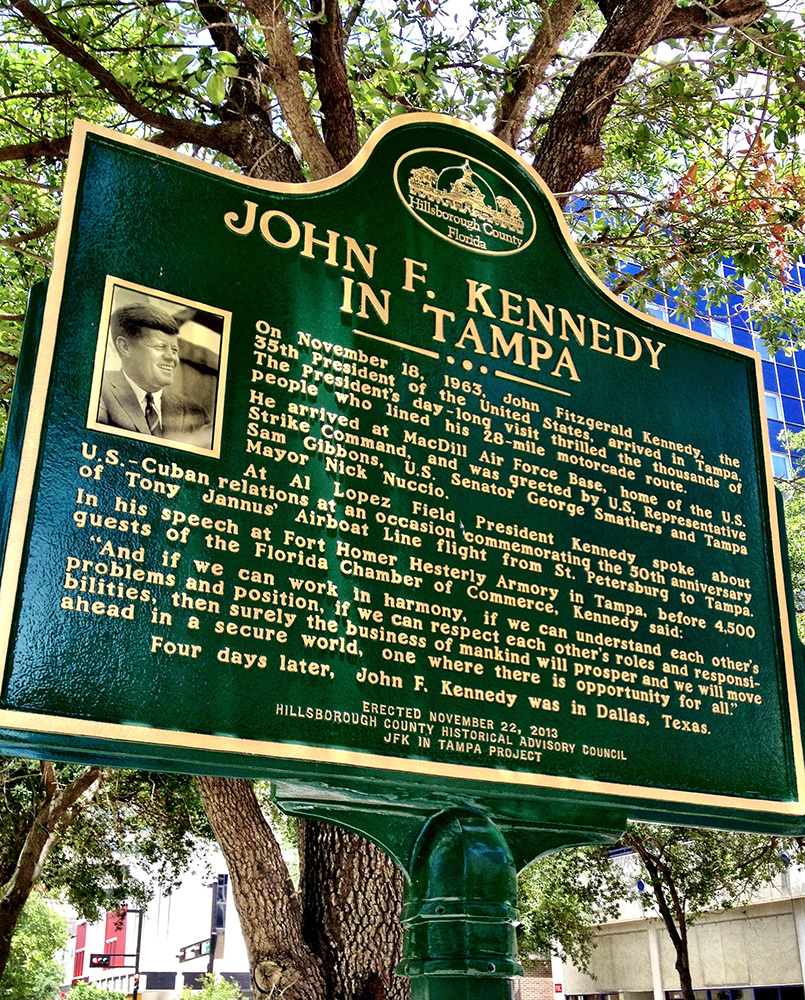 Hillsborough County
Florida
JOHN F. KENNEDY
IN TAMPA
On November 18, 1963, John Fitzgerald Kennedy, the
35th President of the United States, arrived in Tampa.
The President's day-long visit thrilled the thousands of
people who lined his 28-mile motorcade route.
He arrived at MacDill Air Force Base, home of the U.S.
Strike Command, and was greeted by U.S. Representative
Sam Gibbons, U.S. Senator George Smathers and Tampa
Mayor Nick Nuccio.
At Al Lopez Field President Kennedy spoke about
U.S.-Cuban relations at an occasion commemorating the 50th anniversary
of Tony Jannus' Airboat Line flight from St. Petersburg to Tampa.
In his speech at Fort Homer Hesterly Armory in Tampa, before 4,500
guests of the Florida Chamber of Commerce, Kennedy said:
"And if we can work in harmony, if we can understand each other's
problems and position, if we can respect each other's roles and responsi-
bilities, then surely the business of mankind will prosper and we will move
ahead in a secure world, one where there is opportunity for all."
Four days later, John F. Kennedy was in Dallas, Texas.
ERECTED NOVEMBER 22, 2013
HILLSBOROUGH COUNTY HISTORICAL ADVISORY COUNCIL
JFK IN TAMPA PROJECT